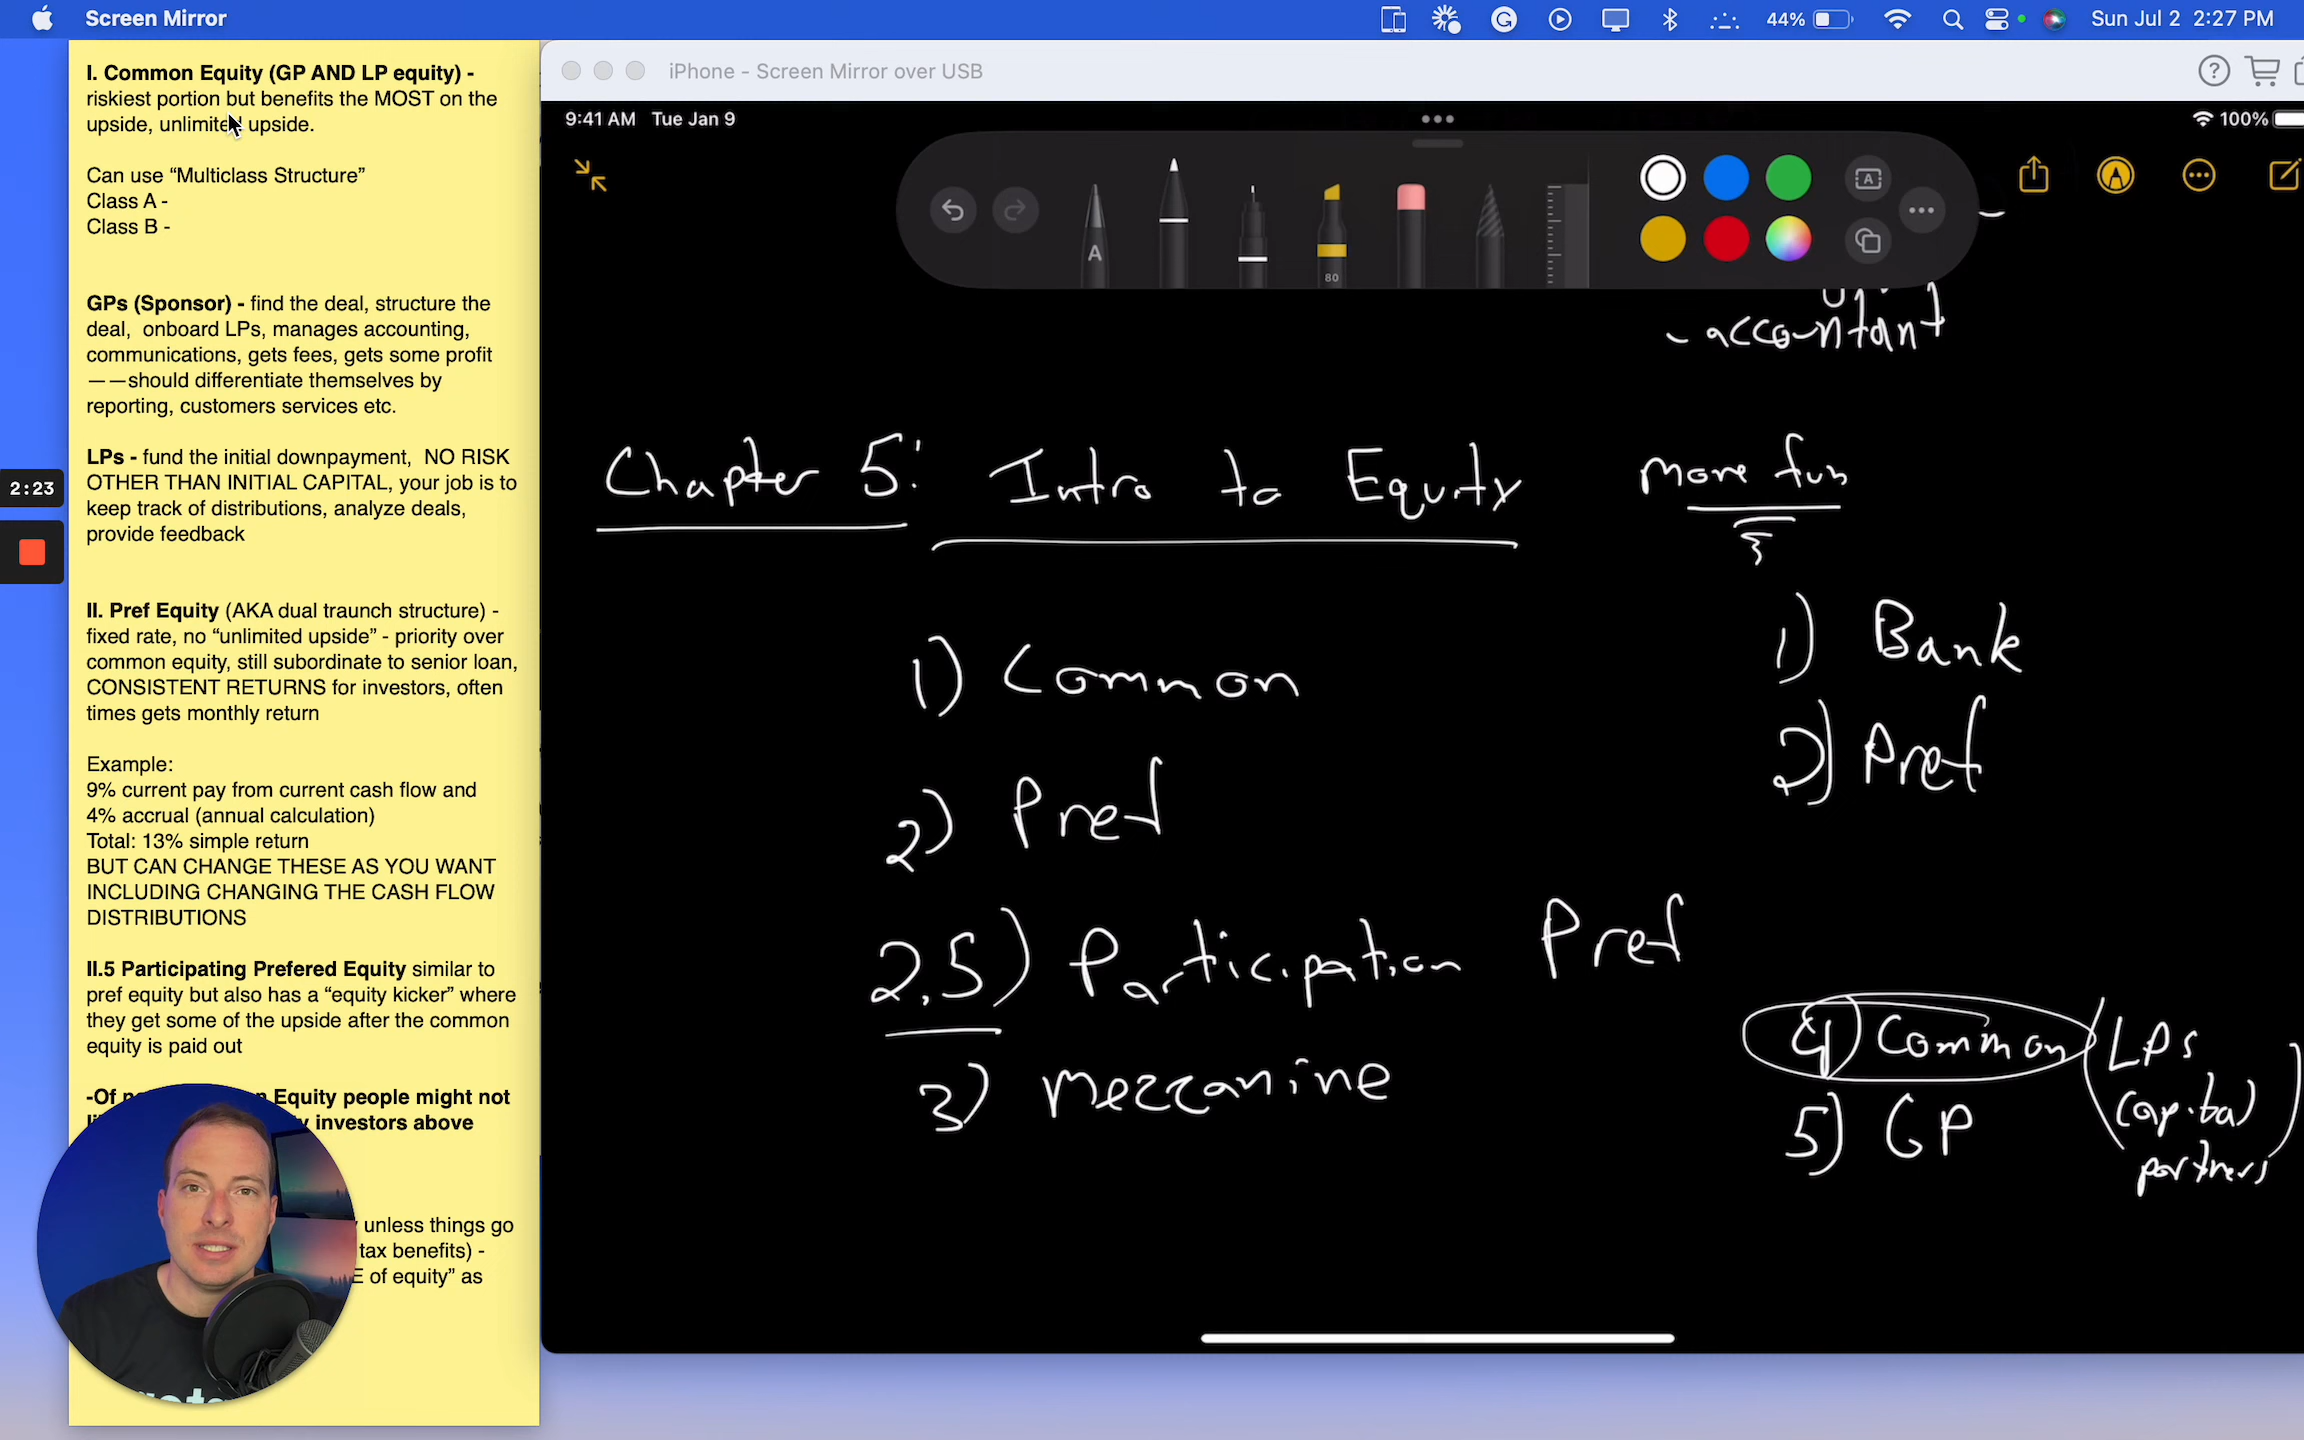 Screen Mirror
44%
Sun Jul 2 2:27 PM
I. Common Equity (GP AND LP equity) -
riskiest portion but benefits the MOST on the
upside, unlimited upside.
Can use “Multiclass Structure”
Class A -
Class B -
GPs (Sponsor) - find the deal, structure the
deal, onboard LPs, manages accounting,
communications, gets fees, gets some profit
——should differentiate themselves by
reporting, customers services etc.
LPs - fund the initial downpayment, NO RISK
OTHER THAN INITIAL CAPITAL, your job is to
keep track of distributions, analyze deals,
provide feedback
II. Pref Equity (AKA dual traunch structure) -
fixed rate, no “unlimited upside” - priority over
common equity, still subordinate to senior loan,
CONSISTENT RETURNS for investors, often
times gets monthly return
Example:
9% current pay from current cash flow and
4% accrual (annual calculation)
Total: 13% simple return
BUT CAN CHANGE THESE AS YOU WANT
INCLUDING CHANGING THE CASH FLOW
DISTRIBUTIONS
II.5 Participating Prefered Equity similar to
pref equity but also has a “equity kicker” where
they get some of the upside after the common
equity is paid out
-Of Equity people might not
investors above
unless things go
tax benefits) -
of equity” as
2:23
iPhone - Screen Mirror over USB
9:41 AM Tue Jan 9
100%
A
80
A
- accountant
Chapter 5: Intro to Equity
More fun
1) Common
2) Pref
2.5) Participation Pref
3) Mezzanine
1) Bank
2) Pref
4) Common (LPs
(capital
partners)
5) GP